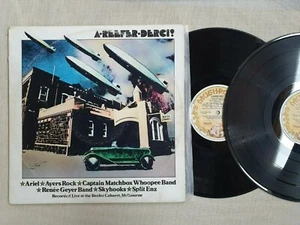 A-REEFER-DERCI!
★Ariel★Ayers Rock★Captain Matchbox Whoopee Band
★Renée Geyer Band★Skyhooks★Split Enz
Recorded Live at the Reefer Cabaret, Melbourne